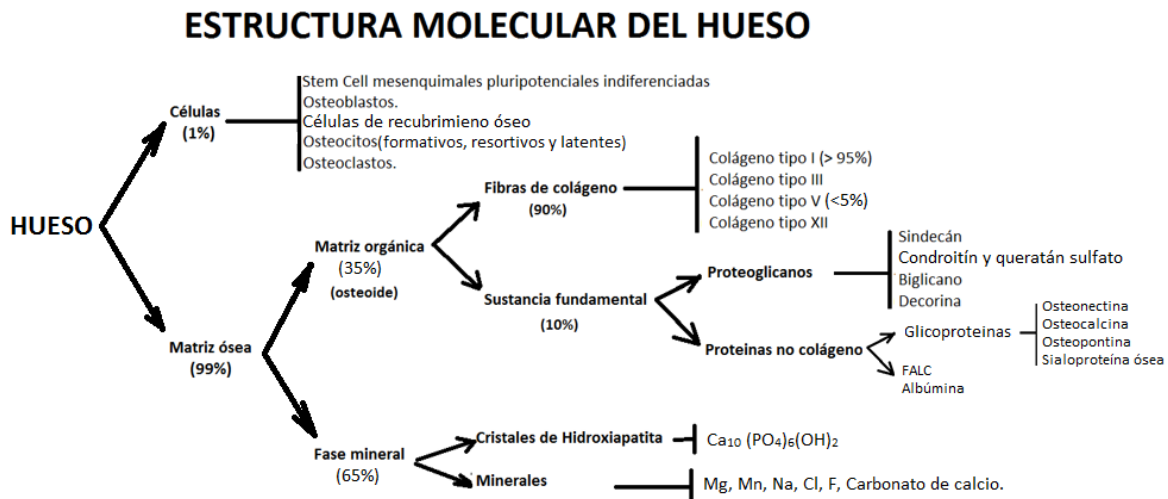 ESTRUCTURA MOLECULAR DEL HUESO
HUESO
Células
(1%)
Stem Cell mesenquimales pluripotenciales indiferenciadas
Osteoblastos.
Células de recubrimieno óseo
Osteocitos(formativos, resortivos y latentes)
Osteoclastos.
Matriz ósea
(99%)
Matriz orgánica
(35%)
(osteoide)
Fibras de colágeno
(90%)
Colágeno tipo I (> 95%)
Colágeno tipo III
Colágeno tipo V (<5%)
Colágeno tipo XII
Sustancia fundamental
(10%)
Proteoglicanos
Sindecán
Condroitín y queratán sulfato
Biglicano
Decorina
Proteinas no colágeno
Glicoproteinas
Osteonectina
Osteocalcina
Osteopontina
Sialoproteína ósea
FALC
Albúmina
Fase mineral
(65%)
Cristales de Hidroxiapatita
Ca₁₀ (PO₄)₆(OH)₂
Minerales
Mg, Mn, Na, Cl, F, Carbonato de calcio.